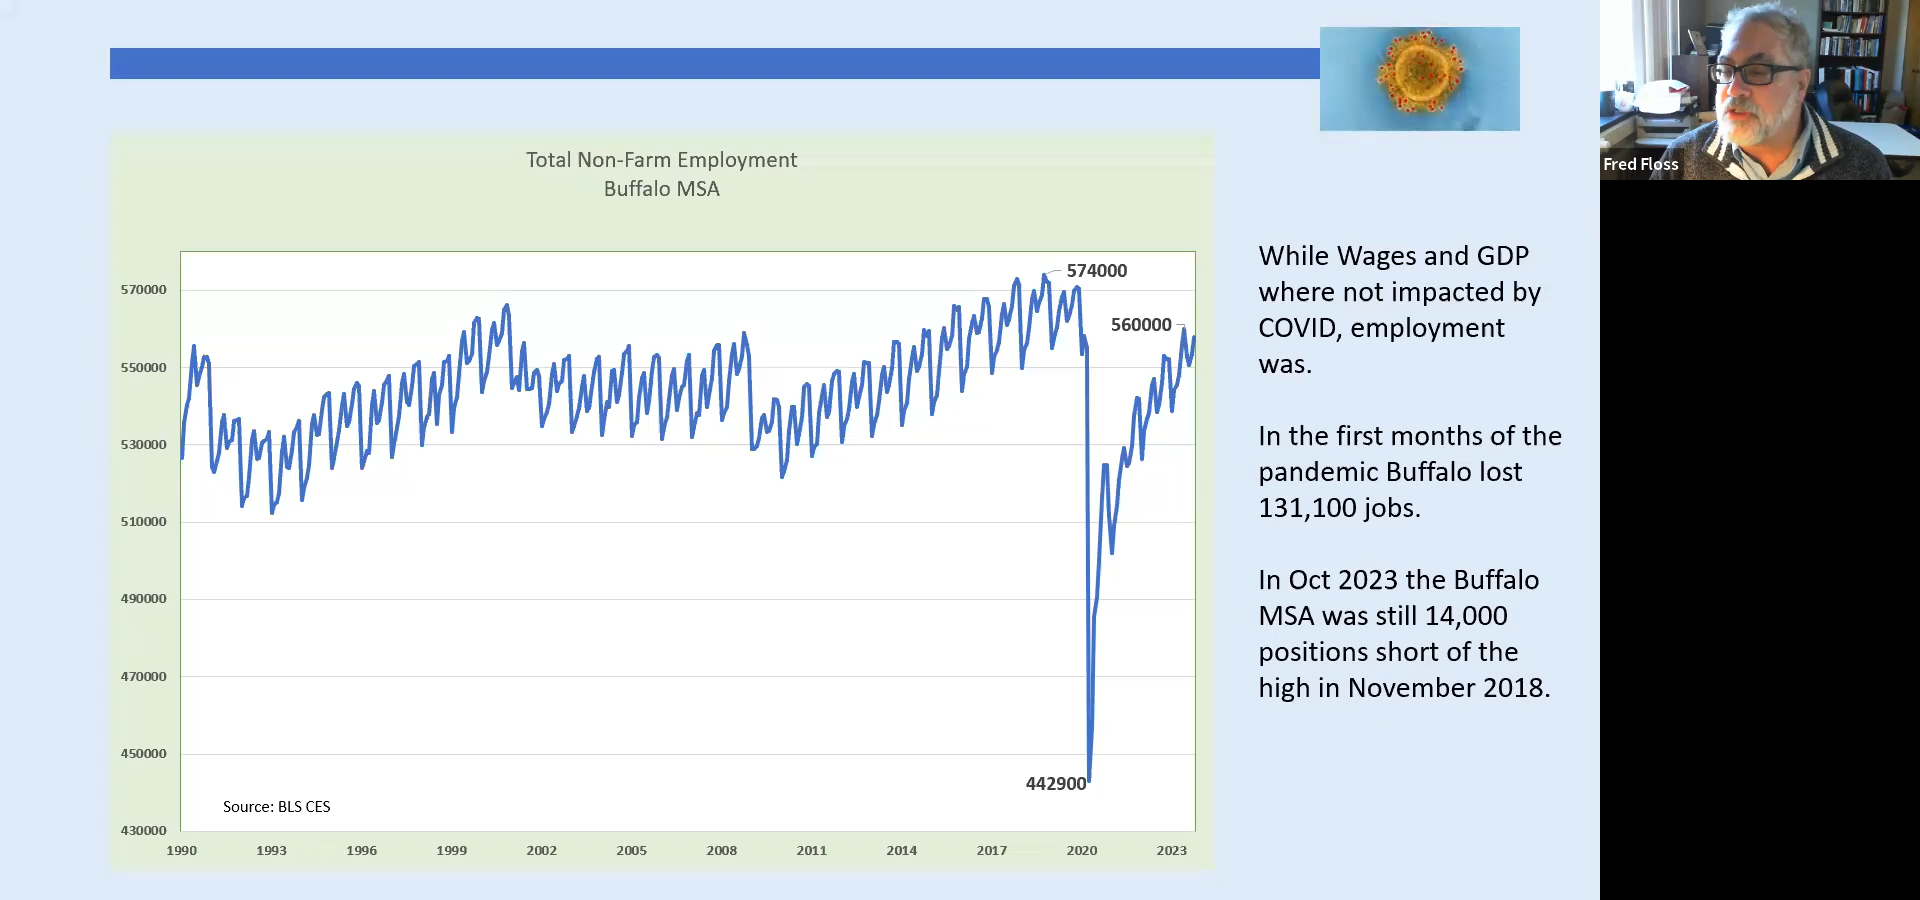 Total Non-Farm Employment
Buffalo MSA
570000
550000
530000
510000
490000
470000
450000
430000
574000
560000
442900
Source: BLS CES
1990 1993 1996 1999 2002 2005 2008 2011 2014 2017 2020 2023
While Wages and GDP
where not impacted by
COVID, employment
was.
In the first months of the
pandemic Buffalo lost
131,100 jobs.
In Oct 2023 the Buffalo
MSA was still 14,000
positions short of the
high in November 2018.
Fred Floss